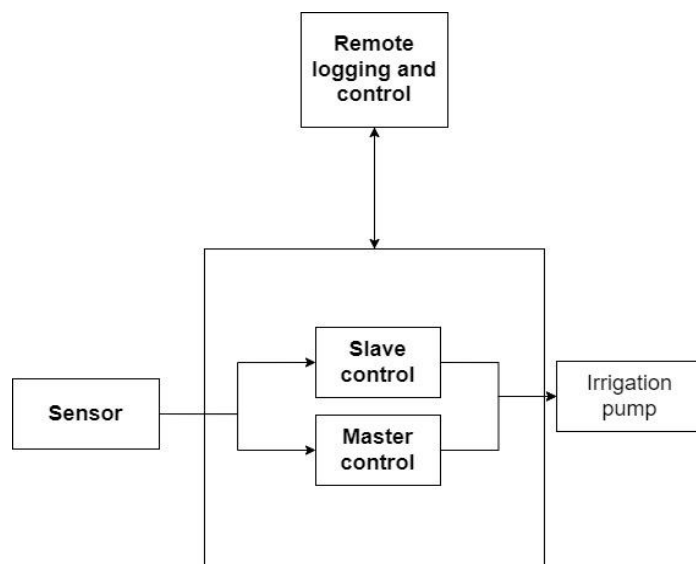 Remote
logging and
control
Slave
control
Sensor
Master
control
Irrigation
pump